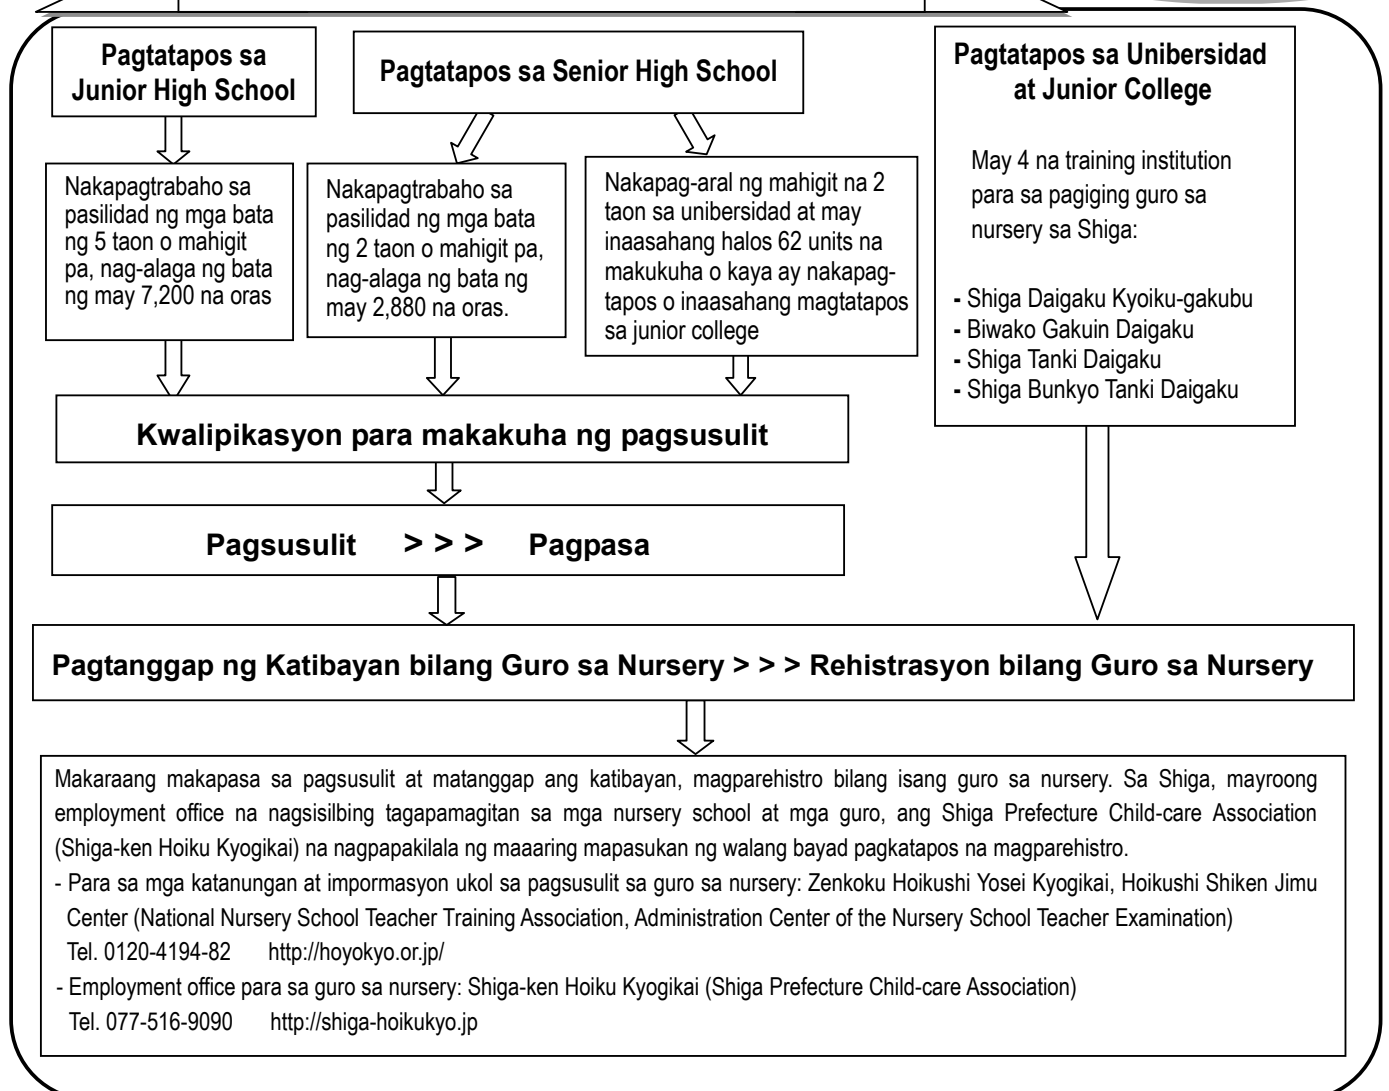 Pagtatapos sa
Junior High School
Pagtatapos sa Senior High School
Pagtatapos sa Unibersidad
at Junior College
May 4 na training institution
para sa pagiging guro sa
nursery sa Shiga:
- Shiga Daigaku Kyoiku-gakubu
- Biwako Gakuin Daigaku
- Shiga Tanki Daigaku
- Shiga Bunkyo Tanki Daigaku
Nakapagtrabaho sa
pasilidad ng mga bata
ng 5 taon o mahigit
pa, nag-alaga ng bata
ng may 7,200 na oras
Nakapagtrabaho sa
pasilidad ng mga bata
ng 2 taon o mahigit pa,
nag-alaga ng bata ng
may 2,880 na oras.
Nakapag-aral ng mahigit na 2
taon sa unibersidad at may
inaasahang halos 62 units na
makukuha o kaya ay nakapag-
tapos o inaasahang magtatapos
sa junior college
Kwalipikasyon para makakuha ng pagsusulit
Pagsusulit > > > Pagpasa
Pagtanggap ng Katibayan bilang Guro sa Nursery > > > Rehistrasyon bilang Guro sa Nursery
Makaraang makapasa sa pagsusulit at matanggap ang katibayan, magparehistro bilang isang guro sa nursery. Sa Shiga, mayroong
employment office na nagsisilbing tagapamagitan sa mga nursery school at mga guro, ang Shiga Prefecture Child-care Association
(Shiga-ken Hoiku Kyogikai) na nagpapakilala ng maaaring mapasukan ng walang bayad pagkatapos na magparehistro.
- Para sa mga katanungan at impormasyon ukol sa pagsusulit sa guro sa nursery: Zenkoku Hoikushi Yosei Kyogikai, Hoikushi Shiken Jimu
Center (National Nursery School Teacher Training Association, Administration Center of the Nursery School Teacher Examination)
Tel. 0120-4194-82 http://hoyokyo.or.jp/
- Employment office para sa guro sa nursery: Shiga-ken Hoiku Kyogikai (Shiga Prefecture Child-care Association)
Tel. 077-516-9090 http://shiga-hoikukyo.jp